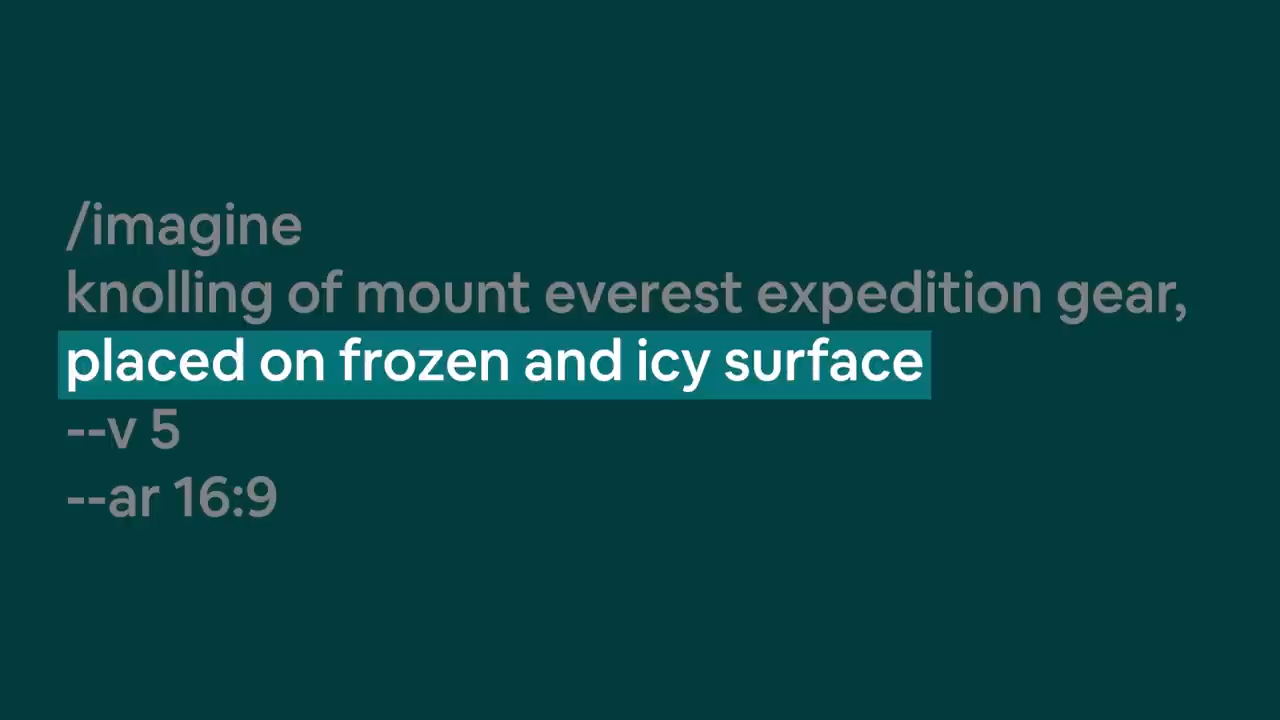 /imagine
knolling of mount everest expedition gear,
placed on frozen and icy surface
--v 5
--ar 16:9